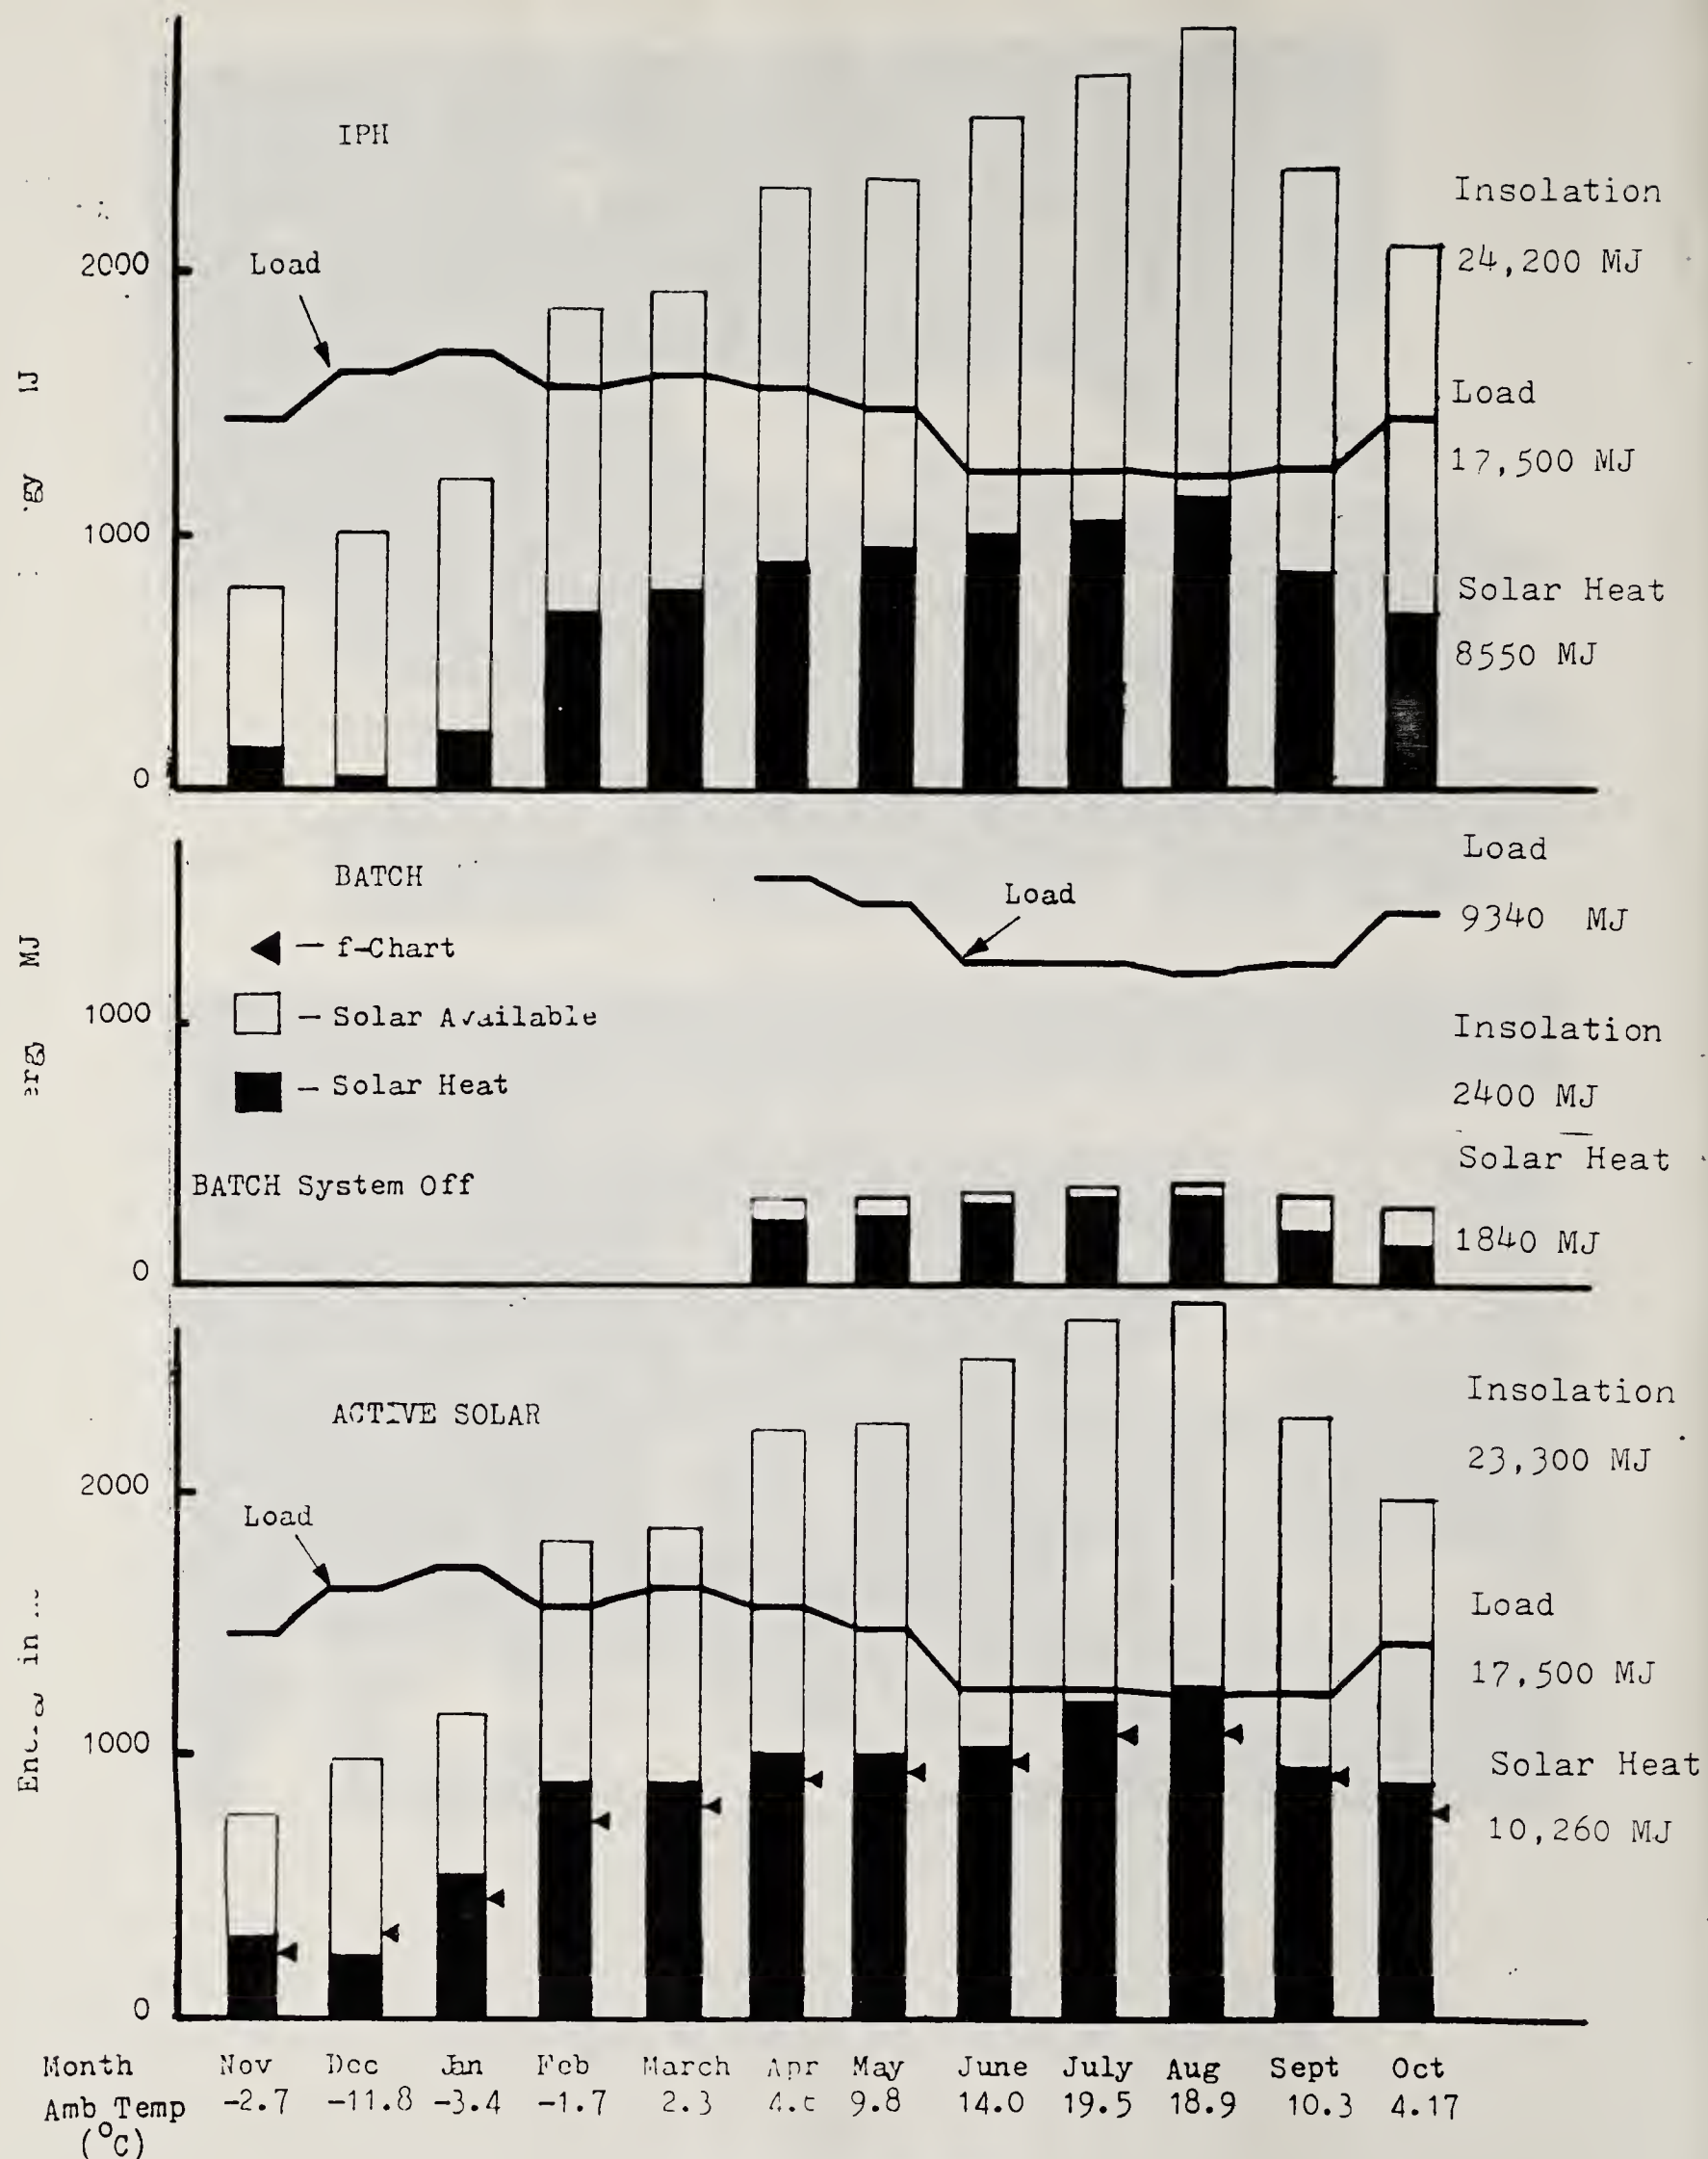 IPH
Insolation
2000
Load
24,200 MJ
Load
17,500 MJ
1000
Solar Heat
8550 MJ
0
Load
BATCH
Load
9340 MJ
f-Chart
MJ
1000
Solar Available
Insolation
2400 MJ
Solar Heat
Solar Heat
BATCH System Off
1840 MJ
0
Insolation
ACTIVE SOLAR
23,300 MJ
2000
Load
Load
17,500 MJ
1000
Solar Heat
10,260 MJ
in
0
Month Nov Dec Jan Feb March Apr May June July Aug Sept Oct
Amb Temp -2.7 -11.8 -3.4 -1.7 2.3 9.8 14.0 19.5 18.9 10.3 4.17
(°C)